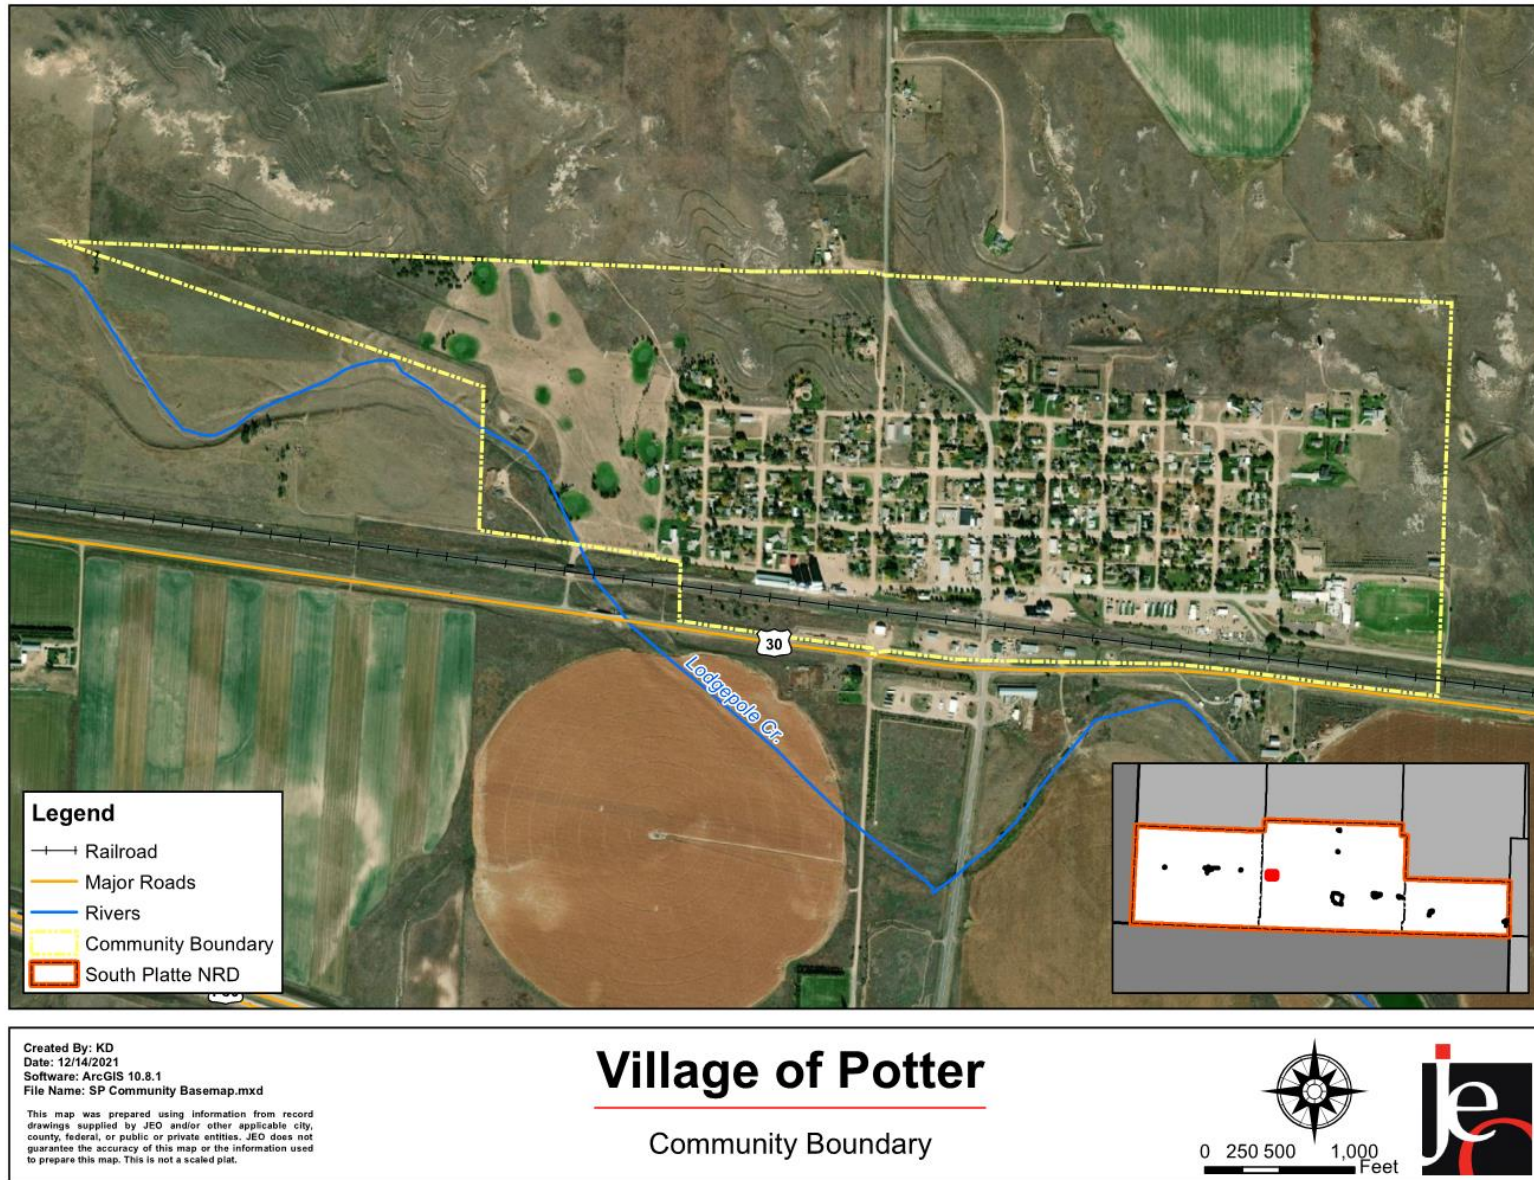 30
Lodgepole Cr.
Legend
Railroad
Major Roads
Rivers
Community Boundary
South Platte NRD
Created By: KD
Date: 12/14/2021
Software: ArcGIS 10.8.1
File Name: SP Community Basemap.mxd
This map was prepared using information from record
drawings supplied by JEO and/or other applicable city,
county, federal, or public or private entities. JEO does not
guarantee the accuracy of this map or the information used
to prepare this map. This is not a scaled plat.
Village of Potter
Community Boundary
0 250 500 1,000
Feet
jeo